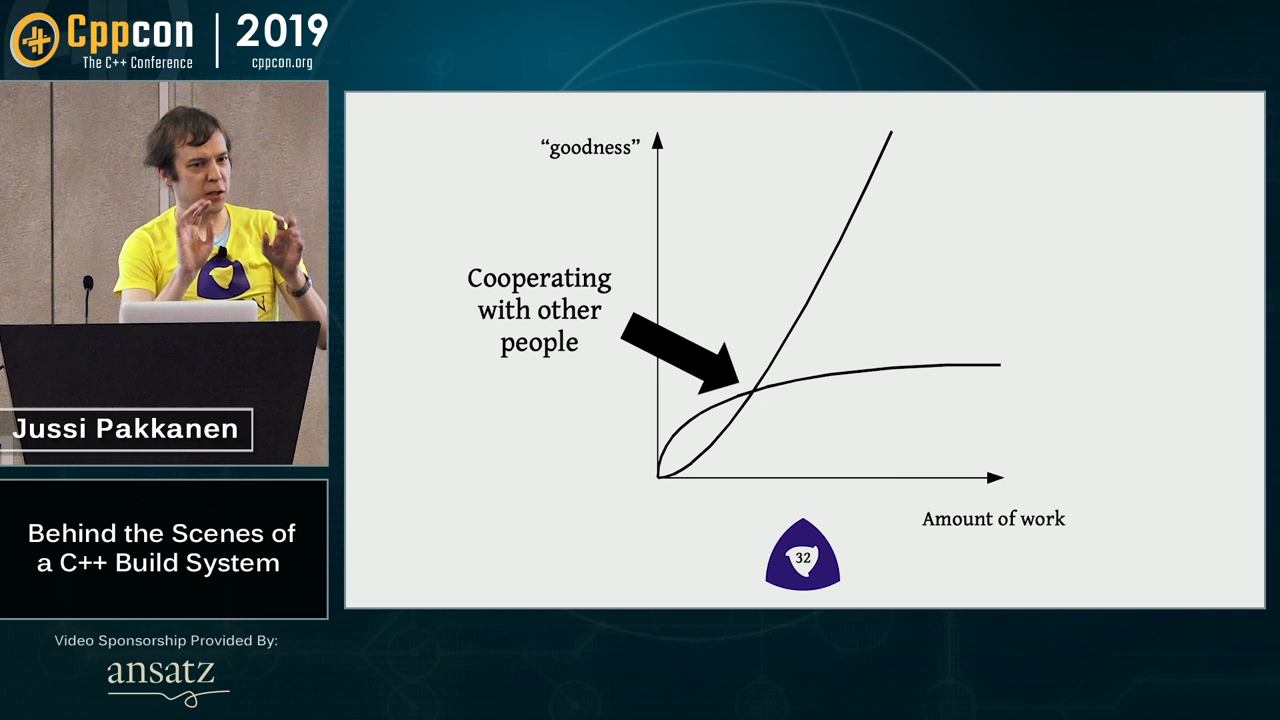 Cppcon
The C++ Conference
2019
cppcon.org
Jussi Pakkanen
Behind the Scenes of
a C++ Build System
Video Sponsorship Provided By:
ansatz
“goodness”
Cooperating
with other
people
Amount of work
32